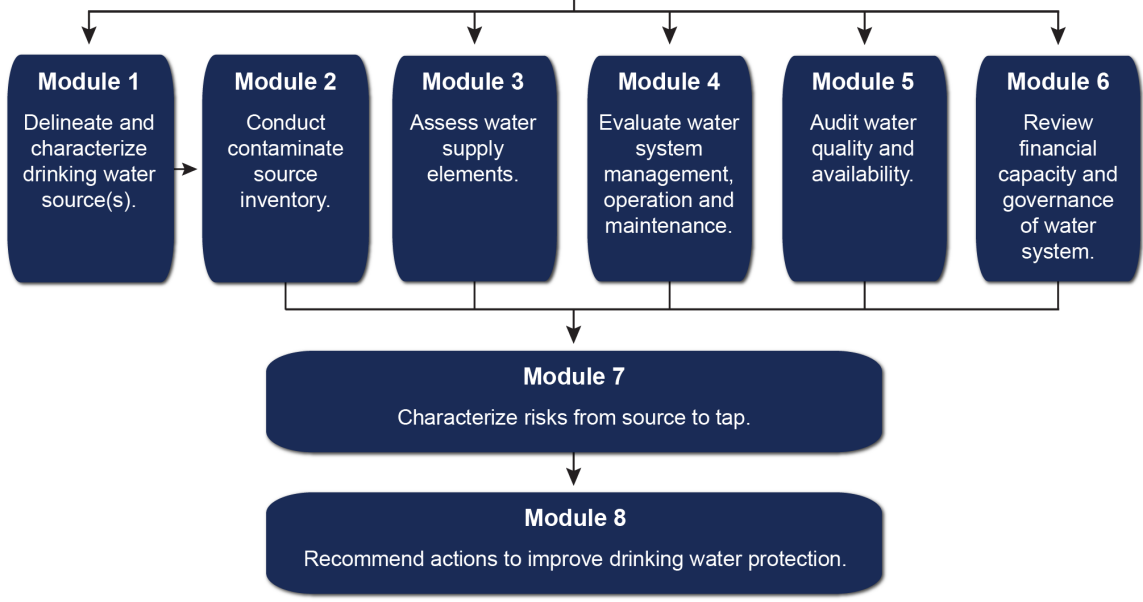 Module 1
Delineate and
characterize
drinking water
source(s).
Module 2
Conduct
contaminate
source
inventory.
Module 3
Assess water
supply
elements.
Module 4
Evaluate water
system
management,
operation and
maintenance.
Module 5
Audit water
quality and
availability.
Module 6
Review
financial
capacity and
governance
of water
system.
Module 7
Characterize risks from source to tap.
Module 8
Recommend actions to improve drinking water protection.